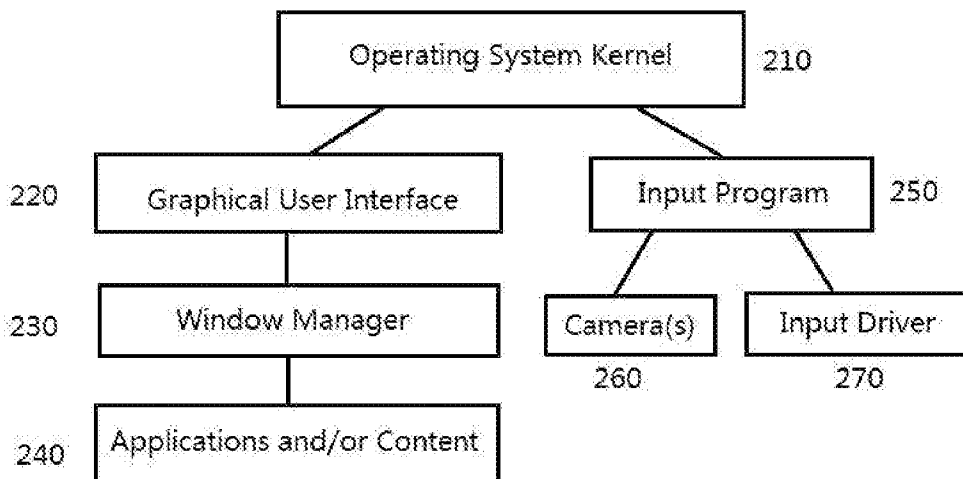 Operating System Kernel 210
220 Graphical User Interface
Input Program 250
230 Window Manager
Camera(s)
260
Input Driver
270
240 Applications and/or Content